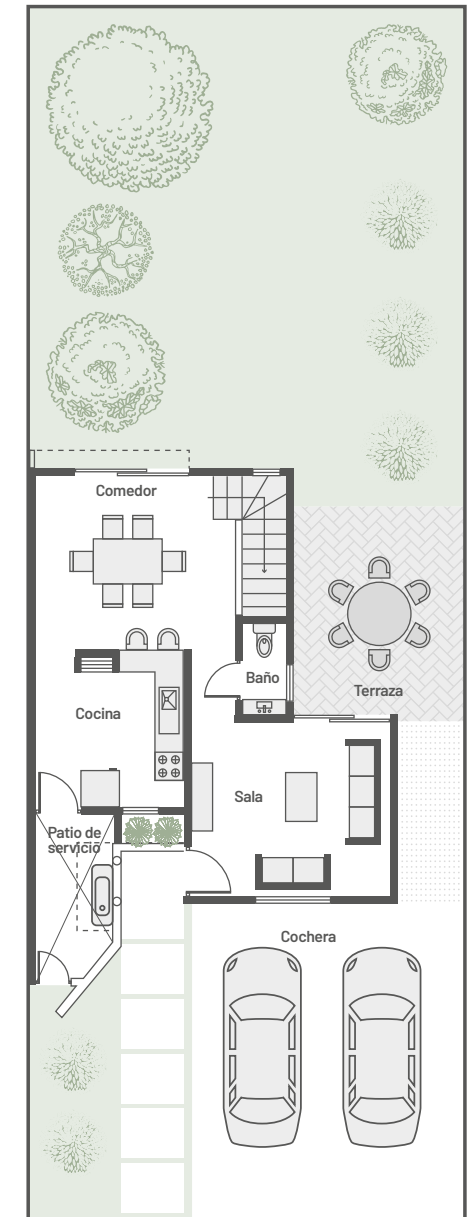 Comedor
Baño
Terraza
Cocina
Sala
Patio de
servicio
Cochera